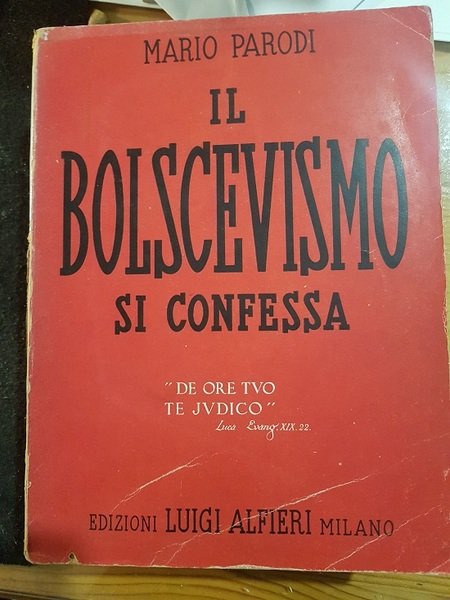 MARIO PARODI
IL
BOLSCEVISMO
SI CONFESSA
"DE ORE TVO
TE JVDICO"
Luca Evang. XIX. 22.
EDIZIONI LUIGI ALFIERI MILANO